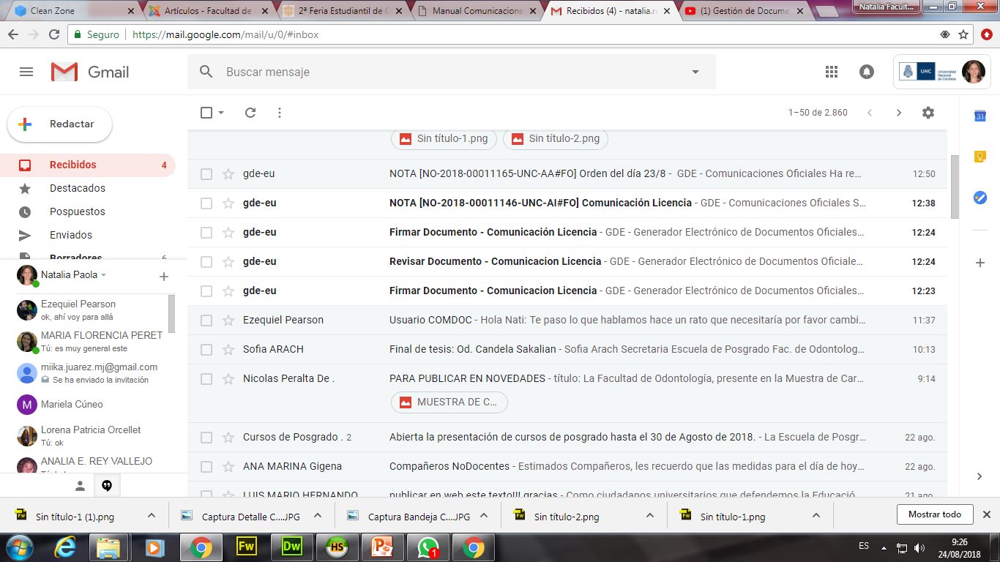 Clean Zone
Artículos - Facultad de
2ª Feria Estudiantil de C
Manual Comunicacione
Recibidos (4) - natalia.r
(1) Gestión de Docume
Natalia Facult...
Seguro https://mail.google.com/mail/u/0/#inbox
Gmail
Buscar mensaje
UNC Universidad Nacional de Córdoba
Redactar
1–50 de 2.860
31
Recibidos 4
Destacados
Pospuestos
Enviados
Borradores 6
Natalia Paola
Ezequiel Pearson
ok, ahí voy para allá
MARIA FLORENCIA PERET
Tú: es muy general este
miika.juarez.mj@gmail.com
Se ha enviado la invitación
M Mariela Cúneo
Lorena Patricia Orcellet
Tú: ok
ANALIA E. REY VALLEJO
Sin título-1.png Sin título-2.png
gde-eu NOTA [NO-2018-00011165-UNC-AA#FO] Orden del día 23/8 - GDE - Comunicaciones Oficiales Ha re… 12:50
gde-eu NOTA [NO-2018-00011146-UNC-AI#FO] Comunicación Licencia - GDE - Comunicaciones Oficiales S… 12:38
gde-eu Firmar Documento - Comunicación Licencia - GDE - Generador Electrónico de Documentos Oficiales… 12:24
gde-eu Revisar Documento - Comunicacion Licencia - GDE - Generador Electrónico de Documentos Oficiale… 12:24
gde-eu Firmar Documento - Comunicacion Licencia - GDE - Generador Electrónico de Documentos Oficiales… 12:23
Ezequiel Pearson Usuario COMDOC - Hola Nati: Te paso lo que hablamos hace un rato que necesitaría por favor cambi… 11:37
Sofia ARACH Final de tesis: Od. Candela Sakalian - Sofia Arach Secretaria Escuela de Posgrado Fac. de Odontolog… 10:13
Nicolas Peralta De . PARA PUBLICAR EN NOVEDADES - título: La Facultad de Odontología, presente en la Muestra de Car… 9:14
MUESTRA DE C…
Cursos de Posgrado . 2 Abierta la presentación de cursos de posgrado hasta el 30 de Agosto de 2018. - La Escuela de Posgr… 22 ago.
ANA MARINA Gigena Compañeros NoDocentes - Estimados Compañeros, les recuerdo que las medidas para el día de hoy… 22 ago.
LUIS MARIO HERNANDO publicar en web este texto!!! gracias - Como ciudadanos universitarios que defendemos la Educació 21 ago.
Sin título-1 (1).png
Captura Detalle C....JPG
Captura Bandeja C....JPG
Sin título-2.png
Sin título-1.png
Mostrar todo
Fw
Dw
HS
P
1
ES
9:26
24/08/2018